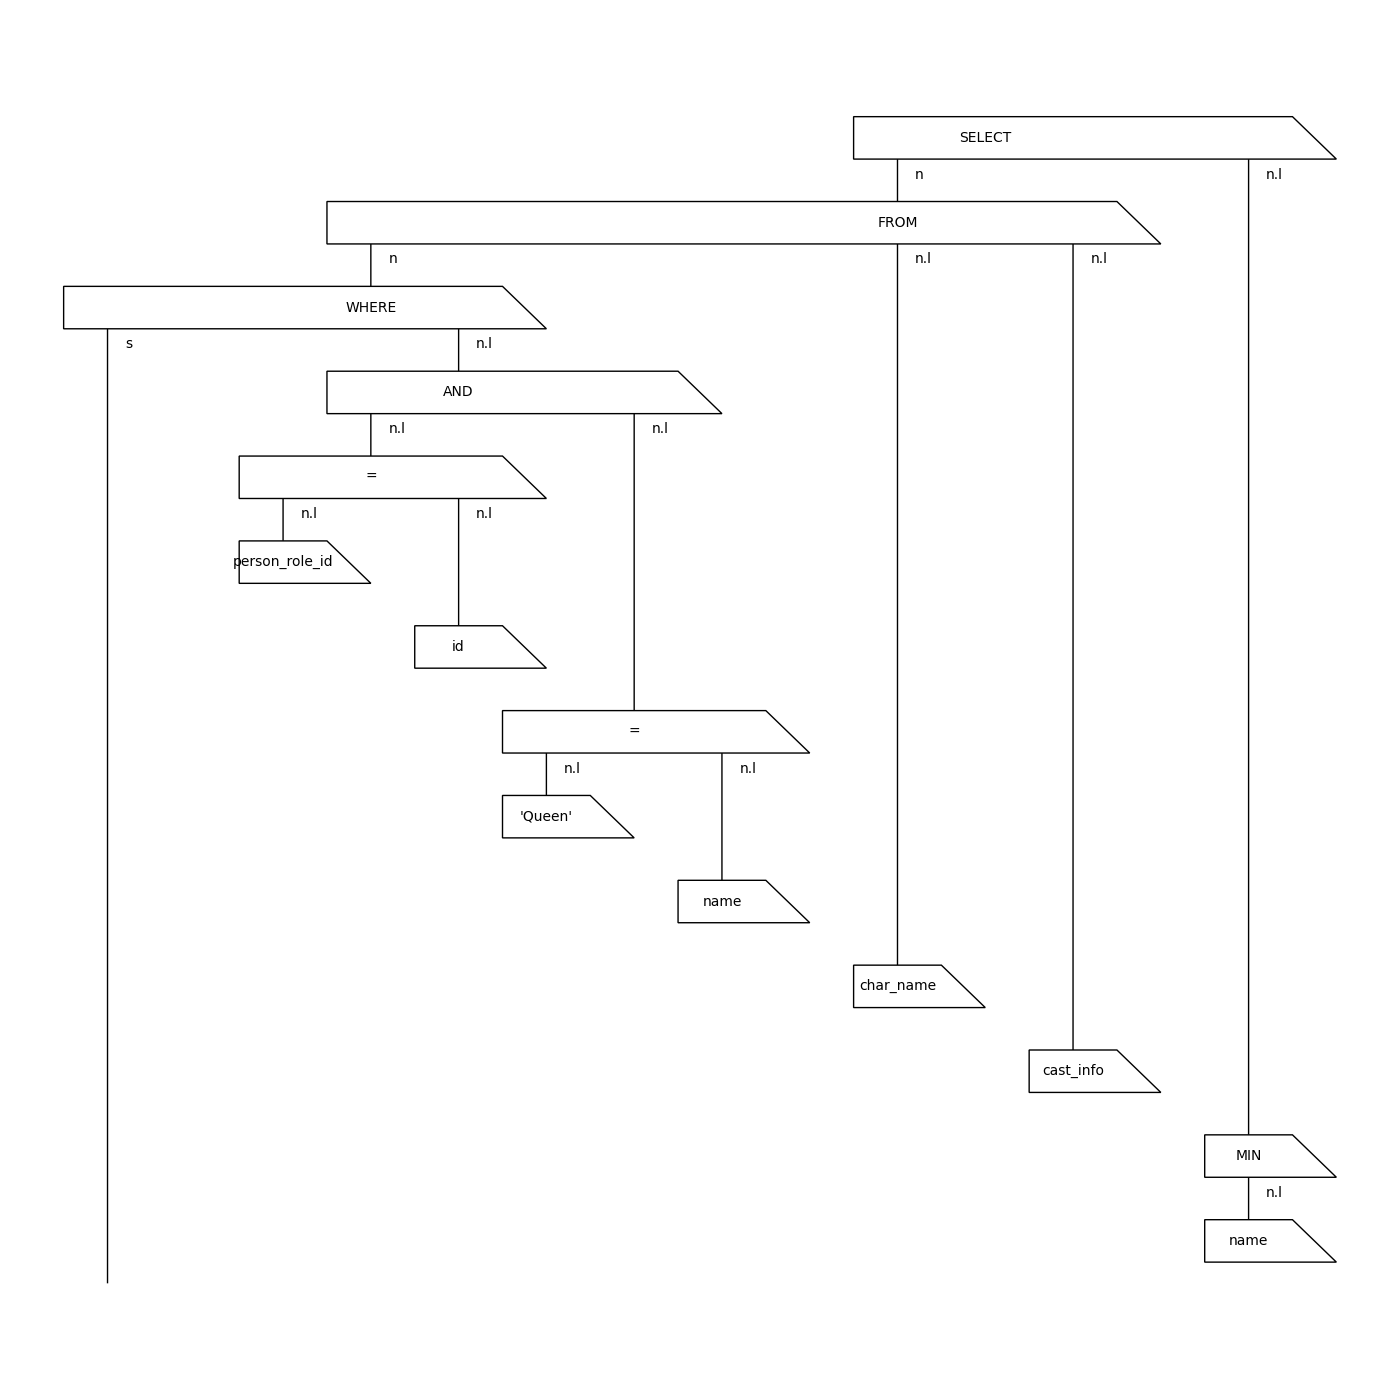 SELECT
n n.l
FROM
n n.l n.l
WHERE
s n.l
AND
n.l n.l
=
n.l n.l
person_role_id
id
=
n.l n.l
'Queen'
name
char_name
cast_info
MIN
n.l
name